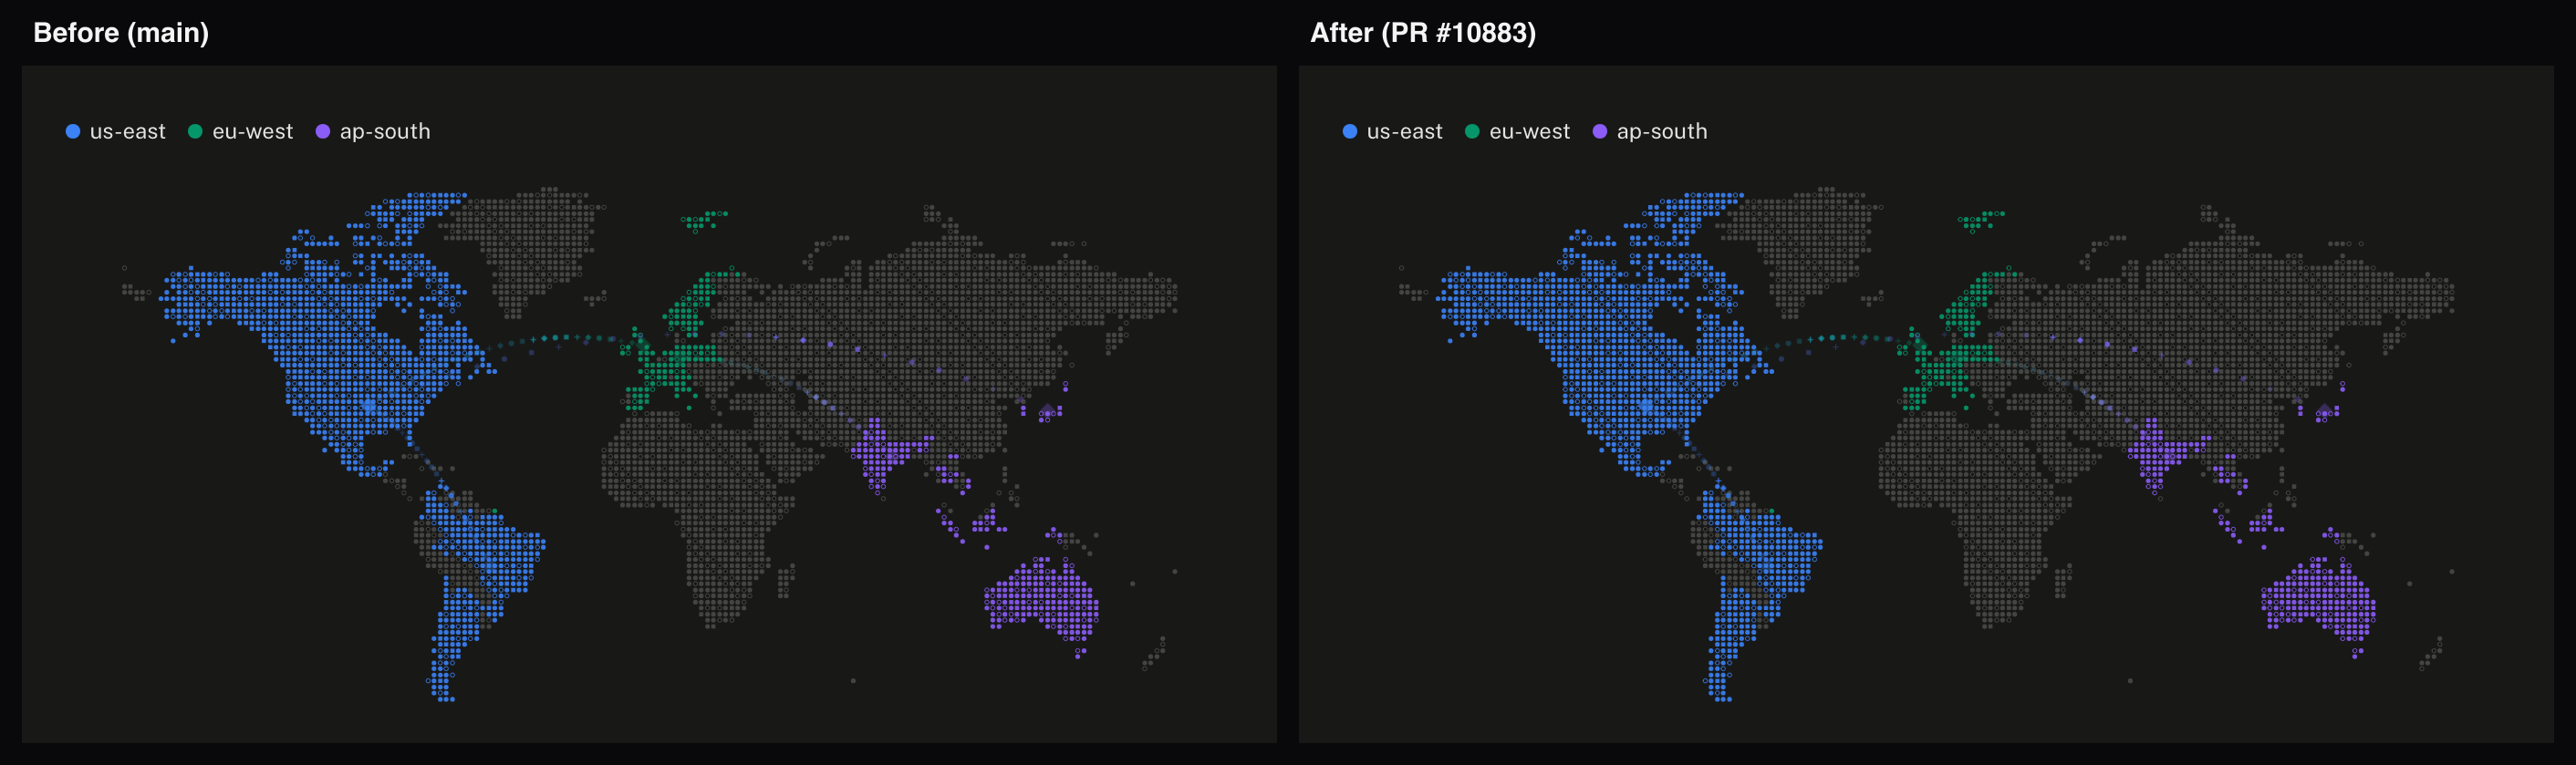 Before (main)
After (PR #10883)
us-east
eu-west
ap-south
us-east
eu-west
ap-south